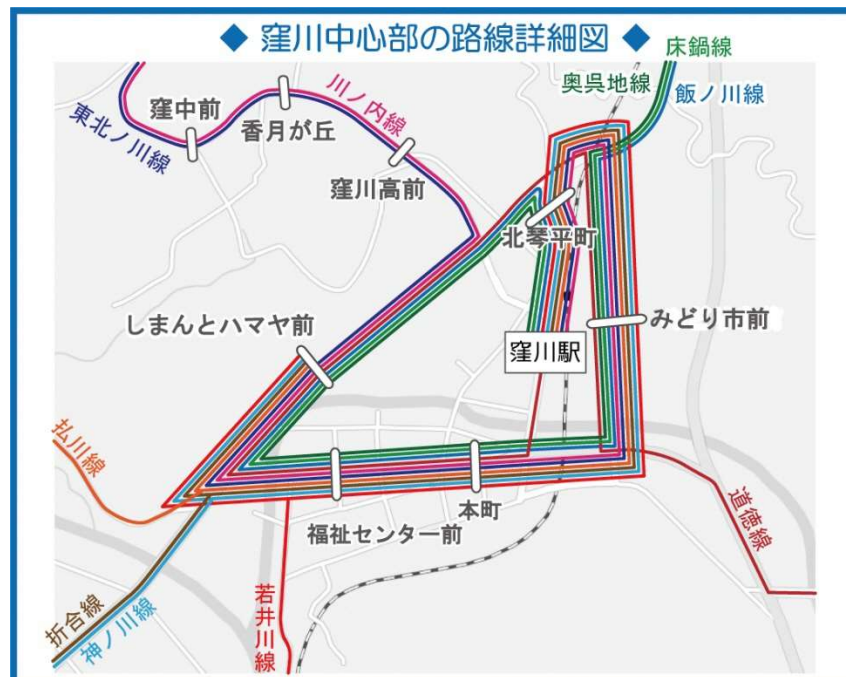 ◆ 窪川中心部の路線詳細図 ◆
床鍋線
奥呉地線
飯ノ川線
川ノ内線
窪中前
香月が丘
東北ノ川線
窪川高前
北琴平町
しまんとハマヤ前
みどり市前
窪川駅
払川線
本町
福祉センター前
道徳線
若井川線
折合線
神ノ川線